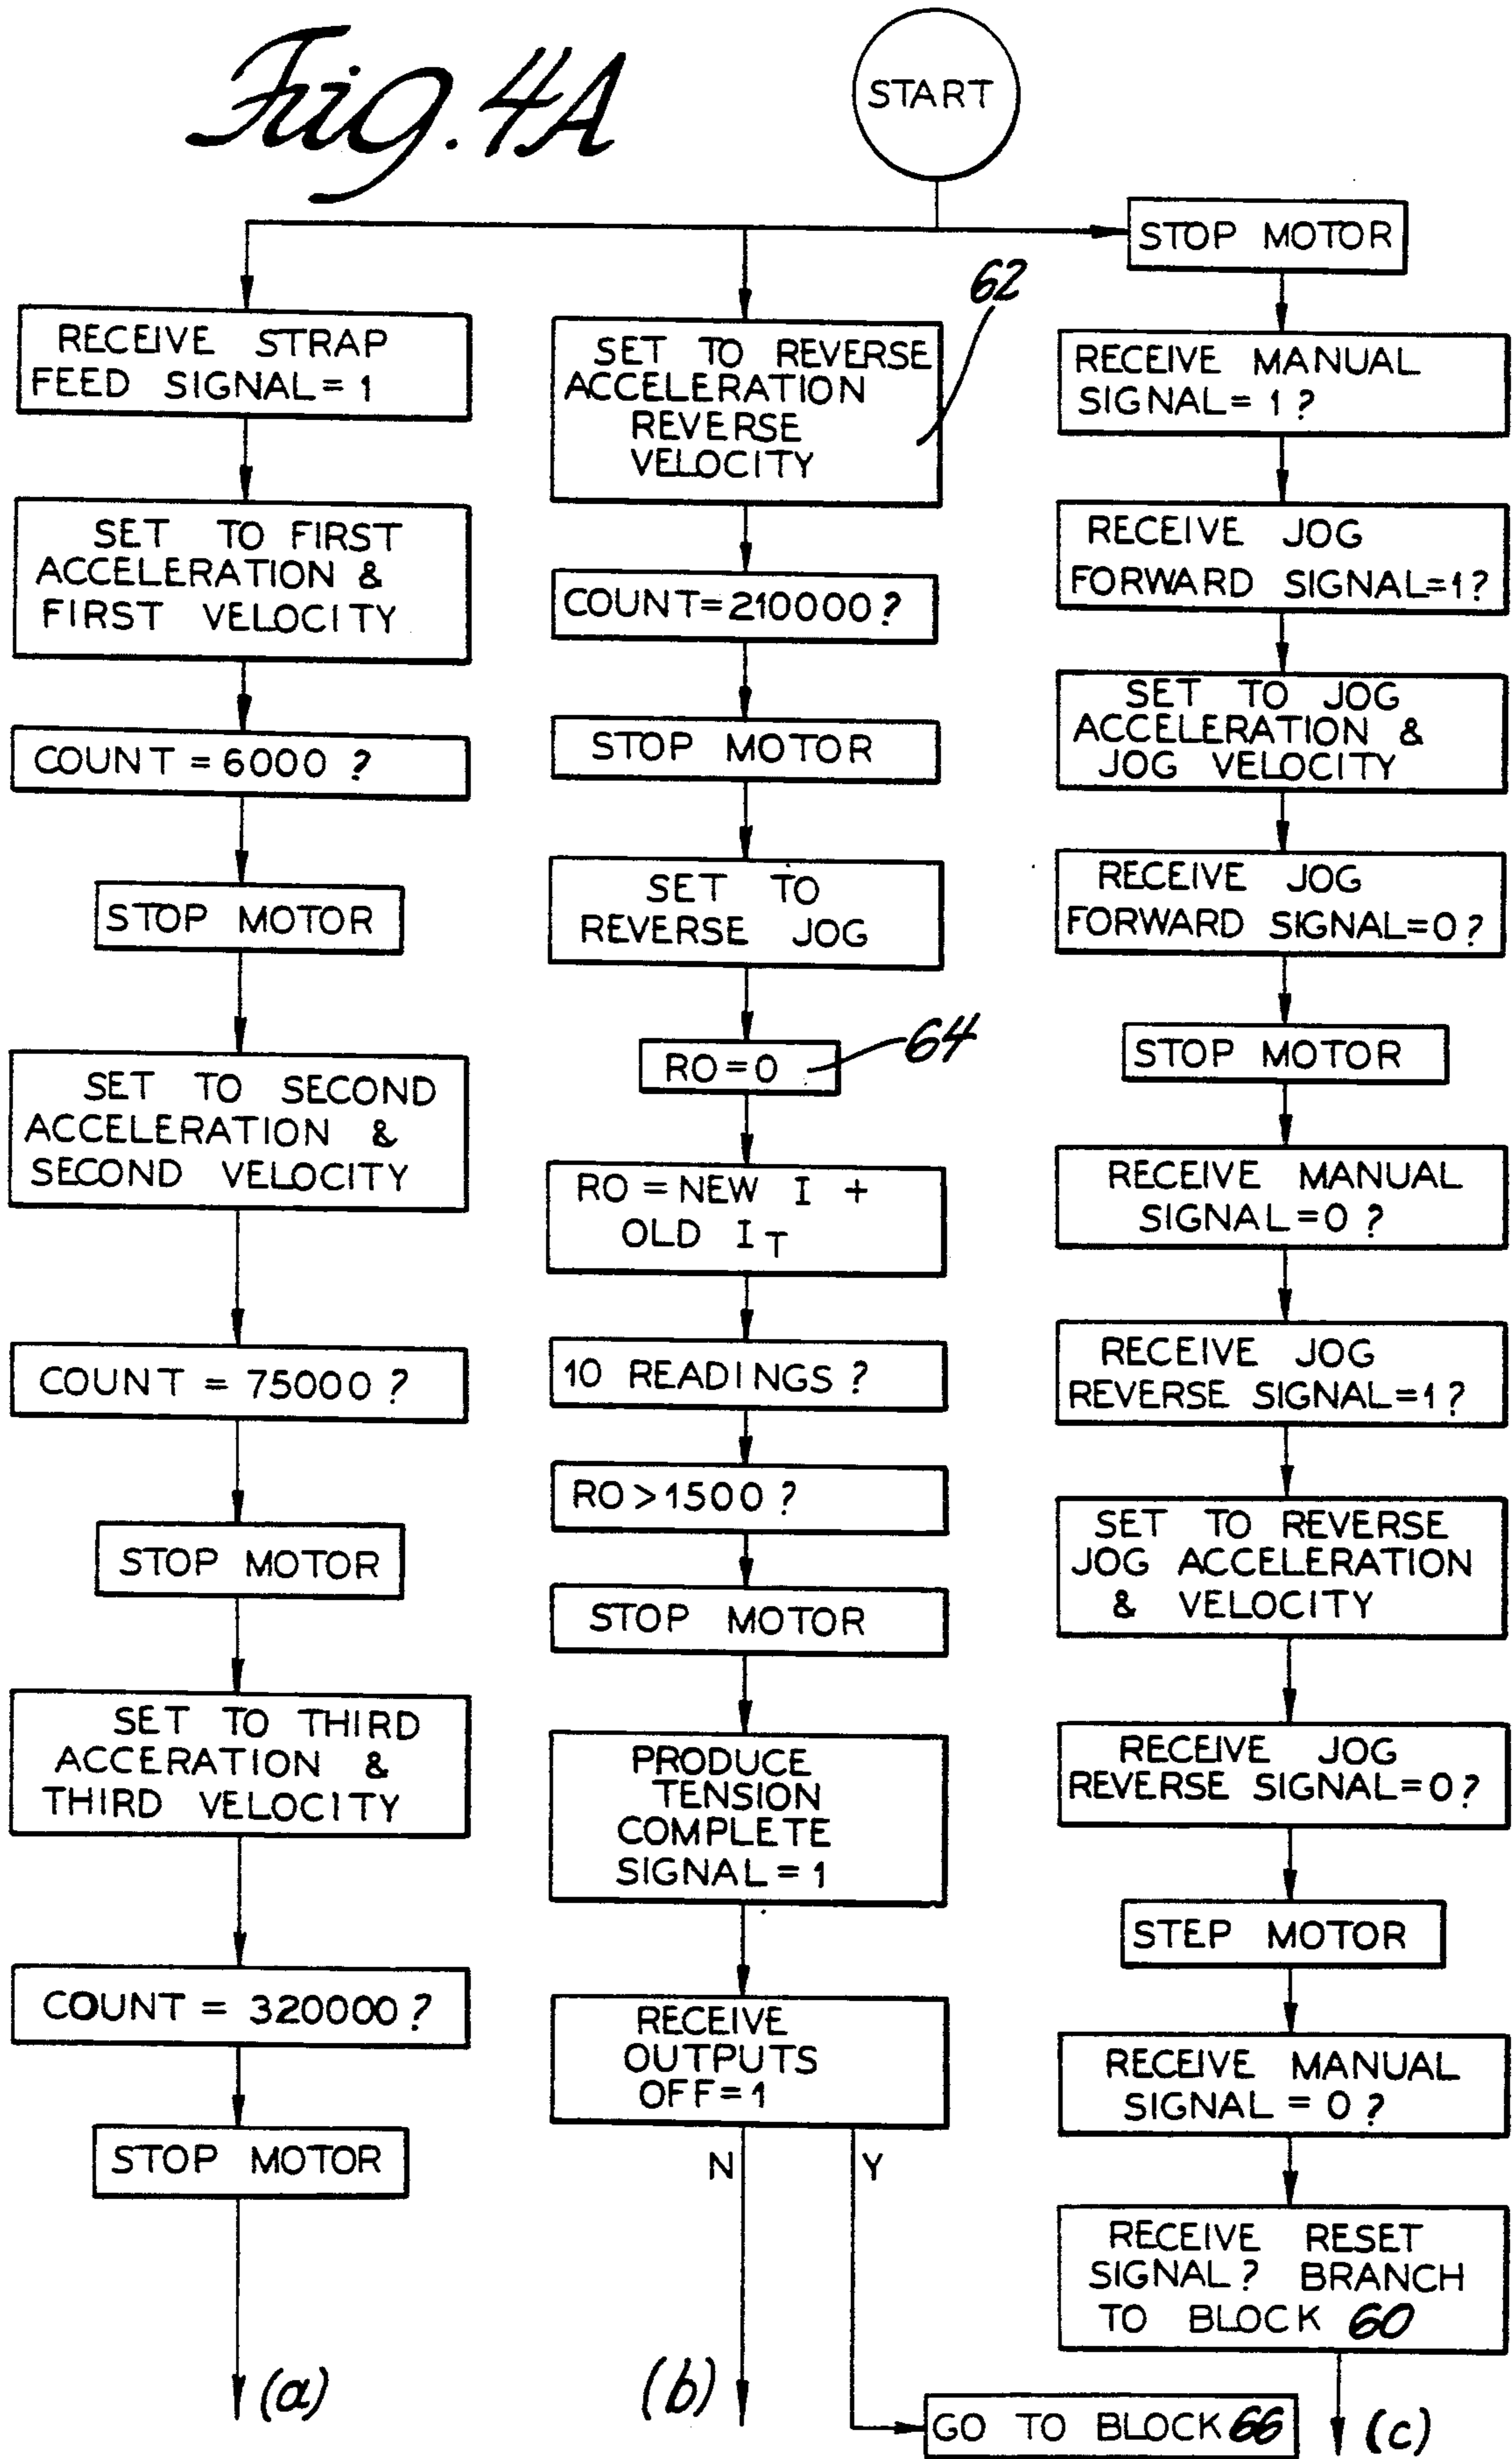 Fig. 4A
START
RECEIVE STRAP
FEED SIGNAL = 1
SET TO FIRST
ACCELERATION &
FIRST VELOCITY
COUNT = 6000 ?
STOP MOTOR
SET TO SECOND
ACCELERATION &
SECOND VELOCITY
COUNT = 75000 ?
STOP MOTOR
SET TO THIRD
ACCERATION &
THIRD VELOCITY
COUNT = 320000 ?
STOP MOTOR
(a)
62
SET TO REVERSE
ACCELERATION
REVERSE
VELOCITY
COUNT=210000 ?
STOP MOTOR
SET TO
REVERSE JOG
64
RO=0
RO = NEW I +
OLD I T
10 READINGS ?
RO > 1500 ?
STOP MOTOR
PRODUCE
TENSION
COMPLETE
SIGNAL = 1
RECEIVE
OUTPUTS
OFF=1
N Y
(b)
GO TO BLOCK 66
STOP MOTOR
RECEIVE MANUAL
SIGNAL = 1 ?
RECEIVE JOG
FORWARD SIGNAL=1?
SET TO JOG
ACCELERATION &
JOG VELOCITY
RECEIVE JOG
FORWARD SIGNAL=0 ?
STOP MOTOR
RECEIVE MANUAL
SIGNAL=0 ?
RECEIVE JOG
REVERSE SIGNAL=1 ?
SET TO REVERSE
JOG ACCELERATION
& VELOCITY
RECEIVE JOG
REVERSE SIGNAL=0 ?
STEP MOTOR
RECEIVE MANUAL
SIGNAL = 0 ?
RECEIVE RESET
SIGNAL ? BRANCH
TO BLOCK 60
(c)